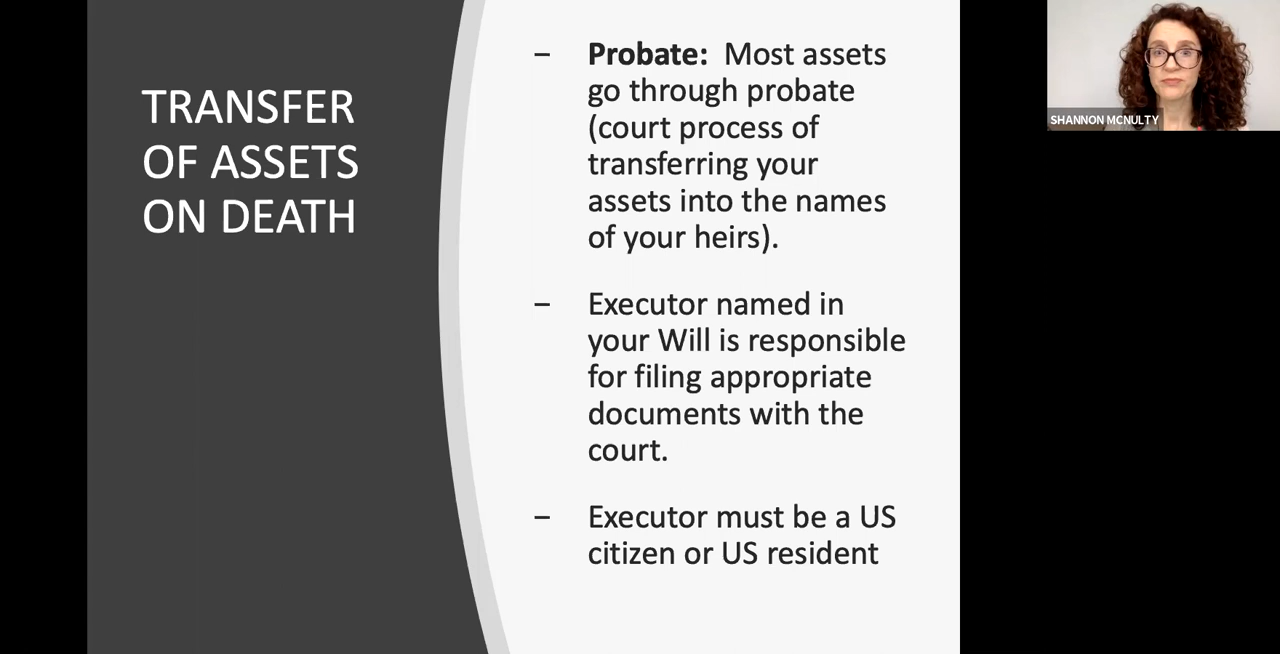 TRANSFER
OF ASSETS
ON DEATH
– Probate: Most assets
go through probate
(court process of
transferring your
assets into the names
of your heirs).
– Executor named in
your Will is responsible
for filing appropriate
documents with the
court.
– Executor must be a US
citizen or US resident
SHANNON MCNULTY